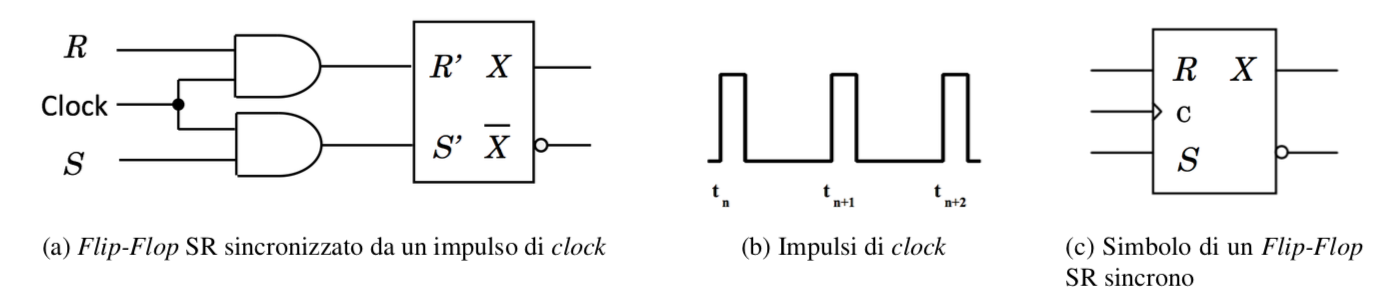 R
Clock
S
R’ X
S’ X̅
t n
t n+1
t n+2
R X
c
S
(a) Flip-Flop SR sincronizzato da un impulso di clock
(b) Impulsi di clock
(c) Simbolo di un Flip-Flop
SR sincrono